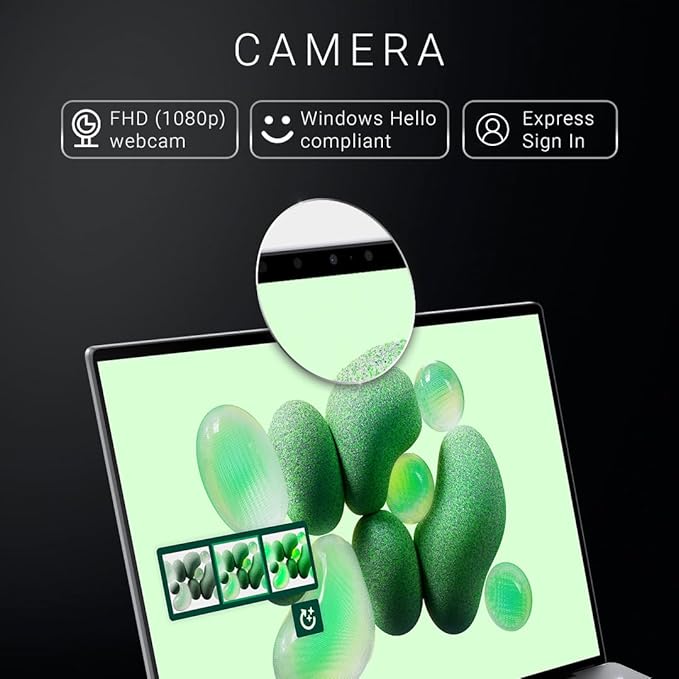 CAMERA
FHD (1080p)
webcam
Windows Hello
compliant
Express
Sign In